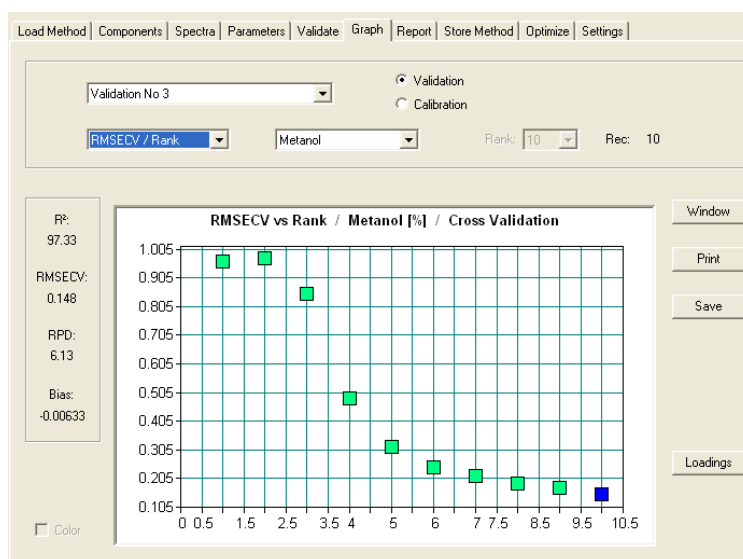 Load Method Components Spectra Parameters Validate Graph Report Store Method Optimize Settings
Validation No 3
Validation
Calibration
RMSECV / Rank Metanol Rank: 10 Rec: 10
R²:
97.33
RMSECV:
0.148
RPD:
6.13
Bias:
-0.00633
Color
RMSECV vs Rank / Metanol [%] / Cross Validation
1.005
0.905
0.805
0.705
0.605
0.505
0.405
0.305
0.205
0.105
0 0.5 1.5 2.5 3.5 4 5 6 7 7.5 8.5 9.5 10.5
Window
Print
Save
Loadings